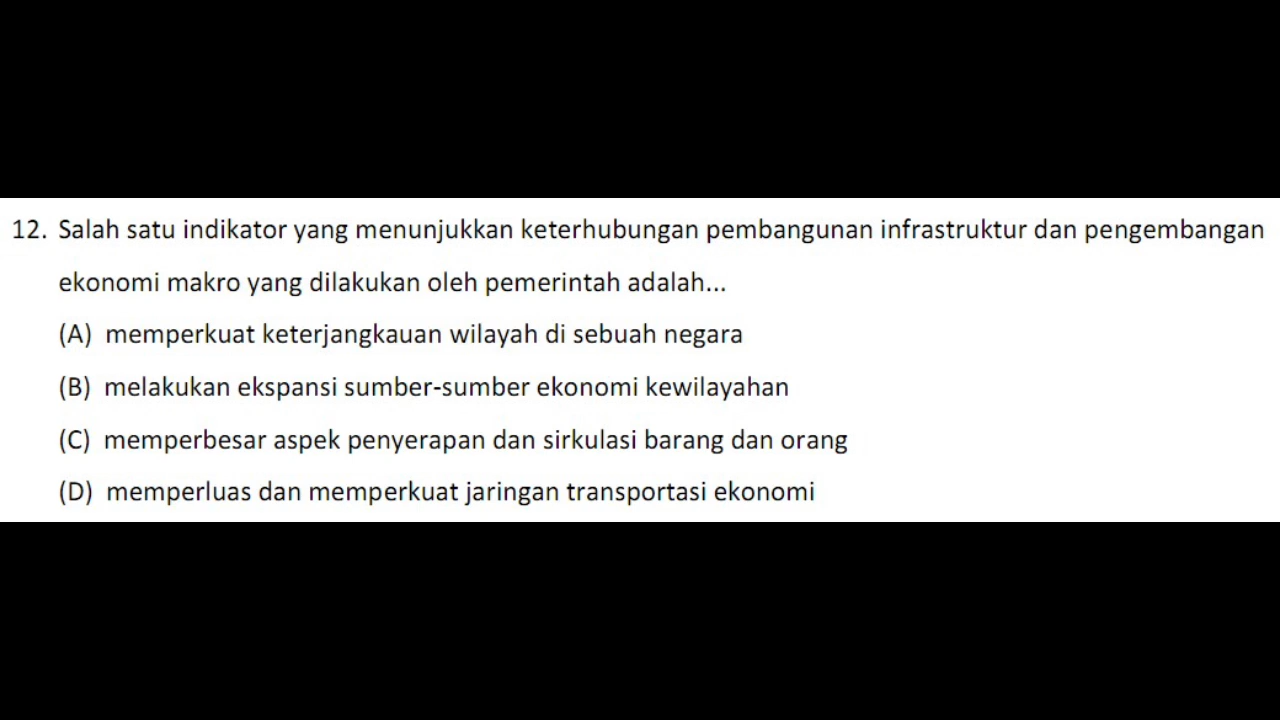 12. Salah satu indikator yang menunjukkan keterhubungan pembangunan infrastruktur dan pengembangan
ekonomi makro yang dilakukan oleh pemerintah adalah...
(A) memperkuat keterjangkauan wilayah di sebuah negara
(B) melakukan ekspansi sumber-sumber ekonomi kewilayahan
(C) memperbesar aspek penyerapan dan sirkulasi barang dan orang
(D) memperluas dan memperkuat jaringan transportasi ekonomi